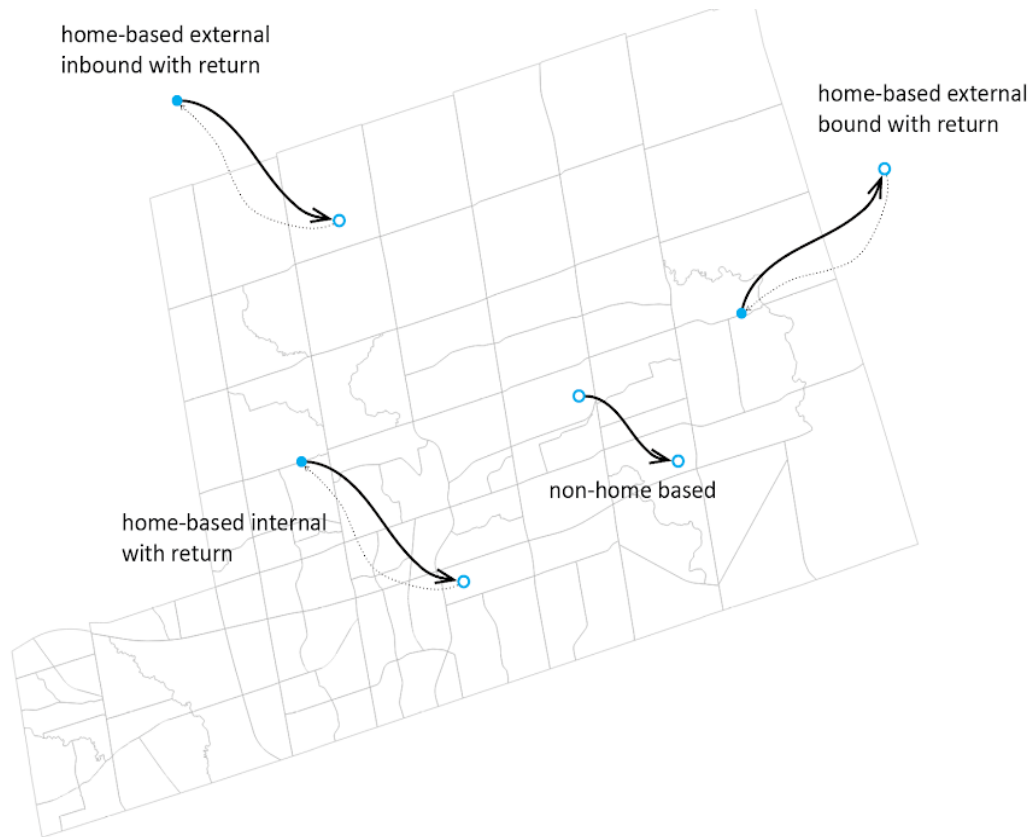 home-based external
inbound with return
home-based external
bound with return
non-home based
home-based internal
with return